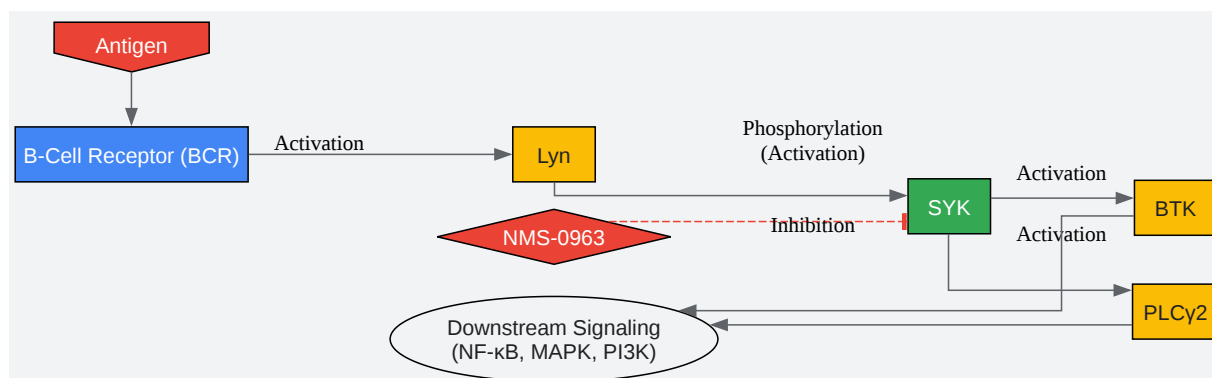 Antigen
B-Cell Receptor (BCR)
Activation
Lyn
Phosphorylation
(Activation)
SYK
Activation
BTK
NMS-0963
Inhibition
Activation
PLCγ2
Downstream Signaling
(NF-κB, MAPK, PI3K)